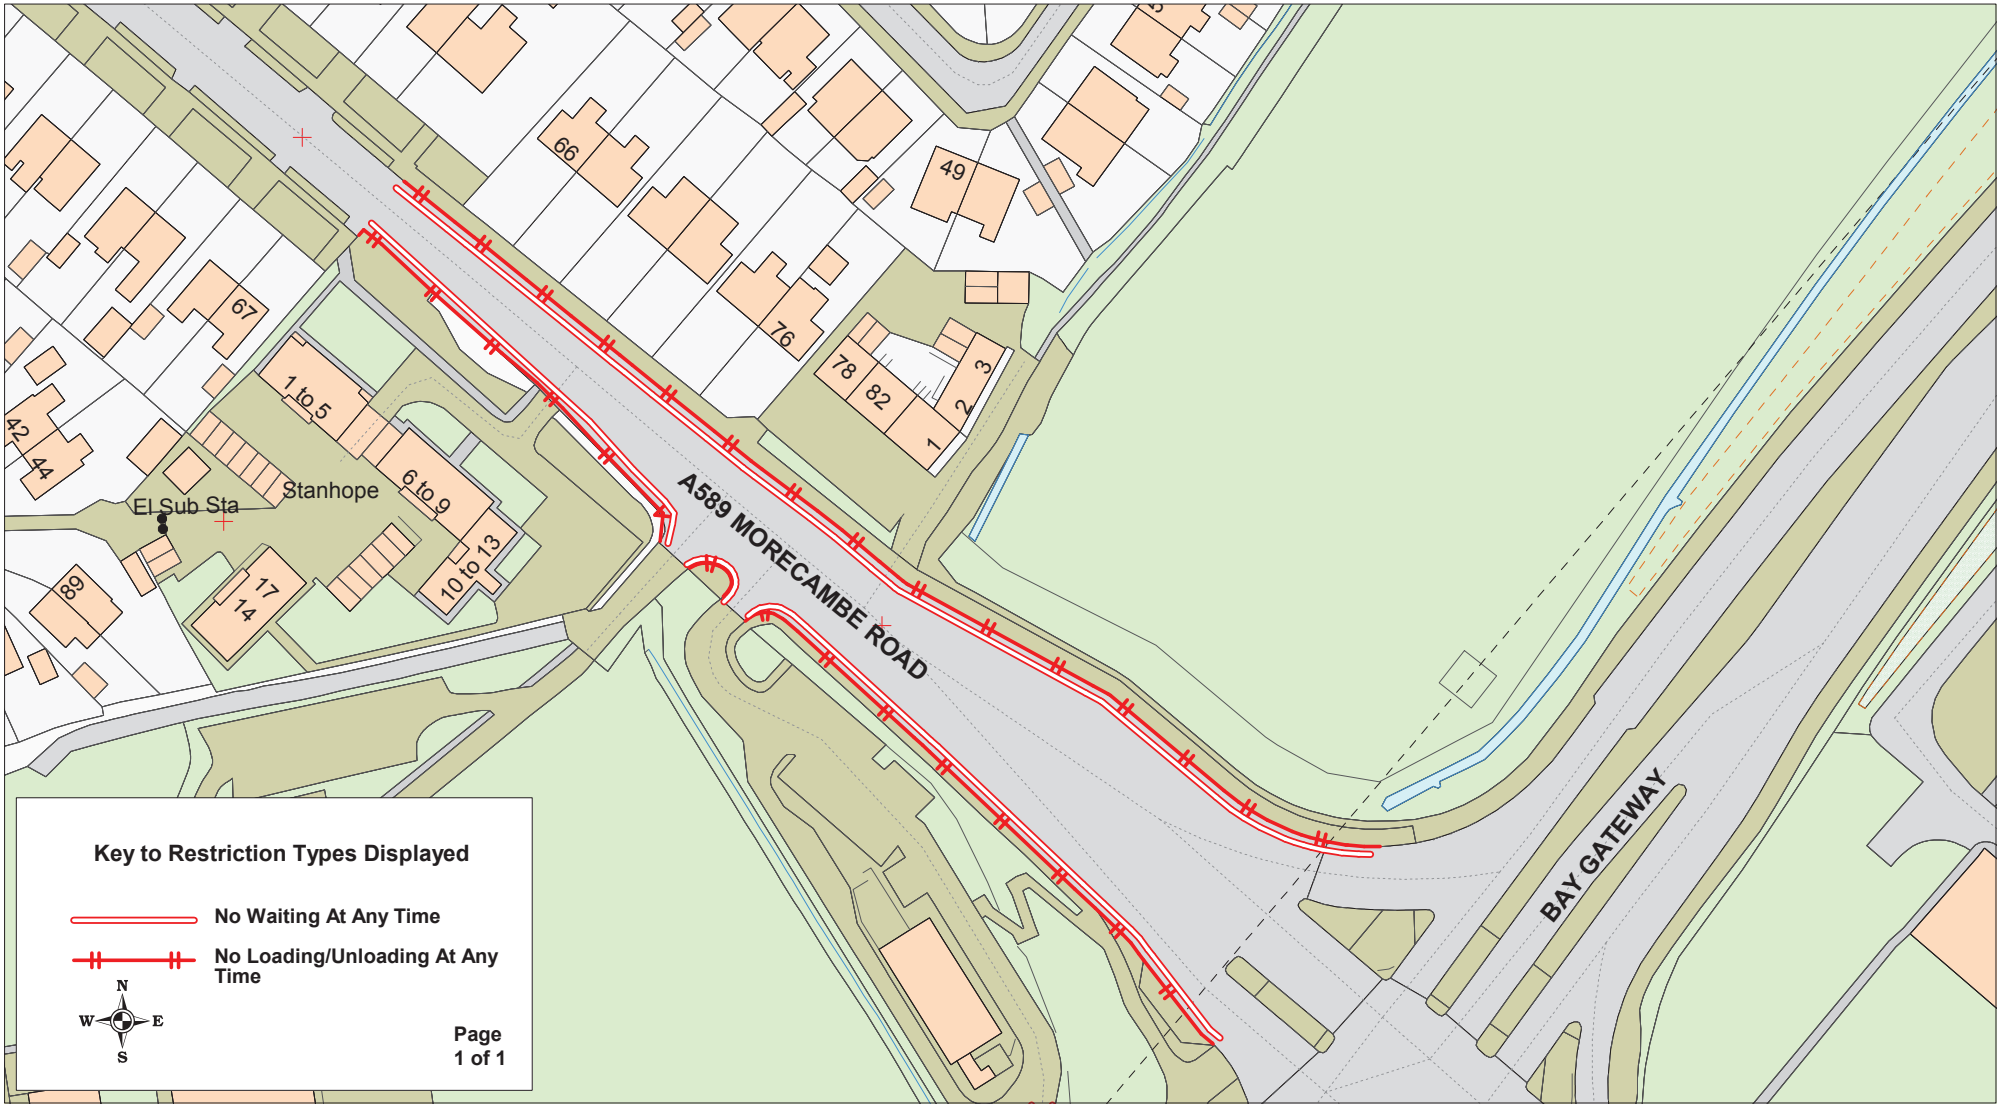 66
49
67
76
78
82
3
2
1
1 to 5
42
44
6 to 9
Stanhope
El Sub Sta
10 to 13
89
17
14
A589 MORECAMBE ROAD
BAY GATEWAY
Key to Restriction Types Displayed
No Waiting At Any Time
No Loading/Unloading At Any
Time
N
W E
S
Page
1 of 1